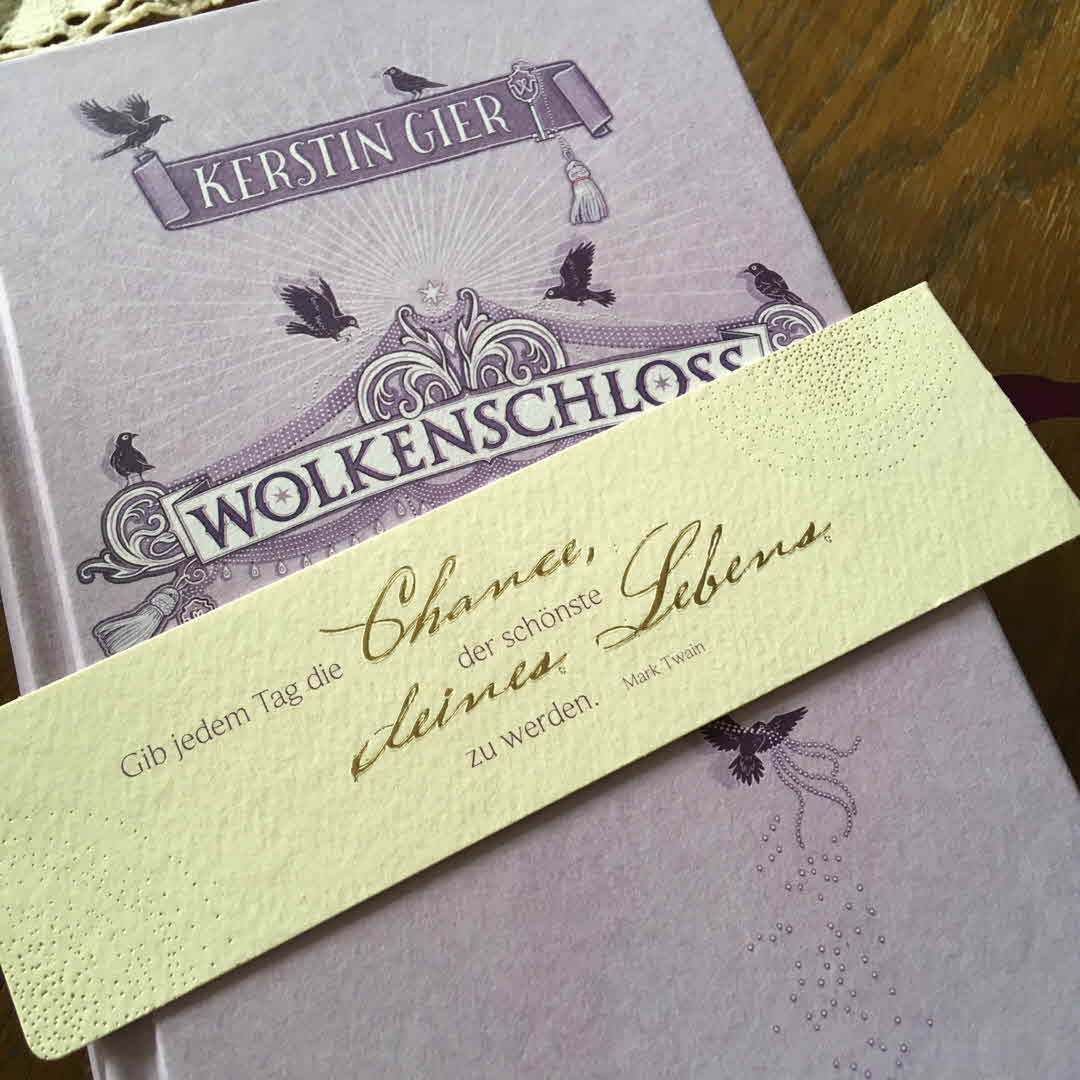 KERSTIN GIER
W
WOLKENSCHLOSS
Gib jedem Tag die Chance,
der schönste
deines Lebens
zu werden.
Mark Twain